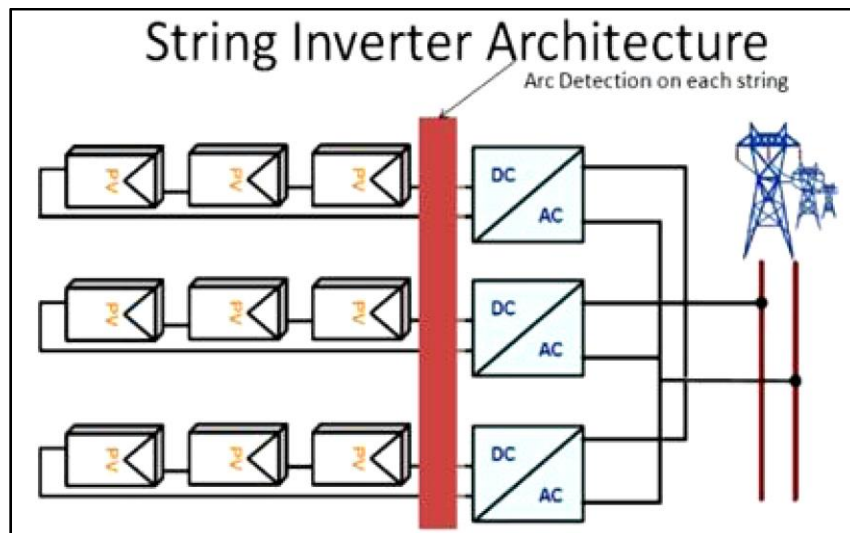 String Inverter Architecture
Arc Detection on each string
PV PV PV
DC
AC
PV PV PV
DC
AC
PV PV PV
DC
AC